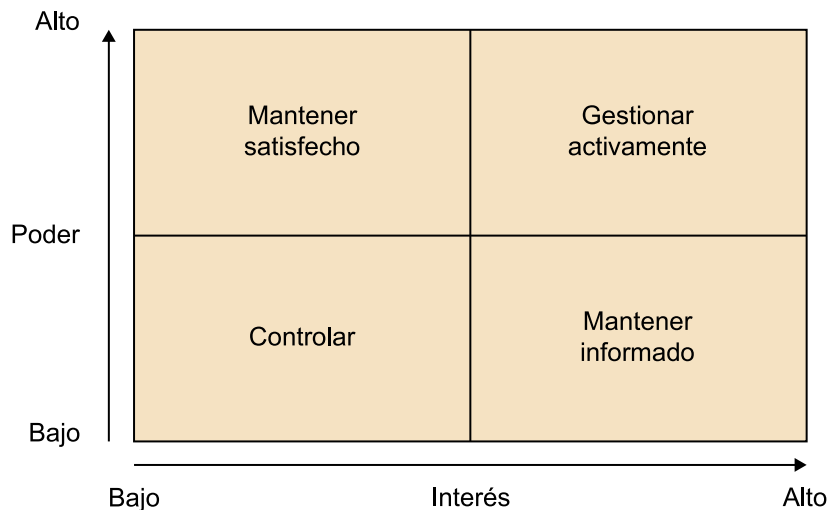 Alto
Mantener
satisfecho
Gestionar
activamente
Poder
Controlar
Mantener
informado
Bajo
Bajo
Interés
Alto